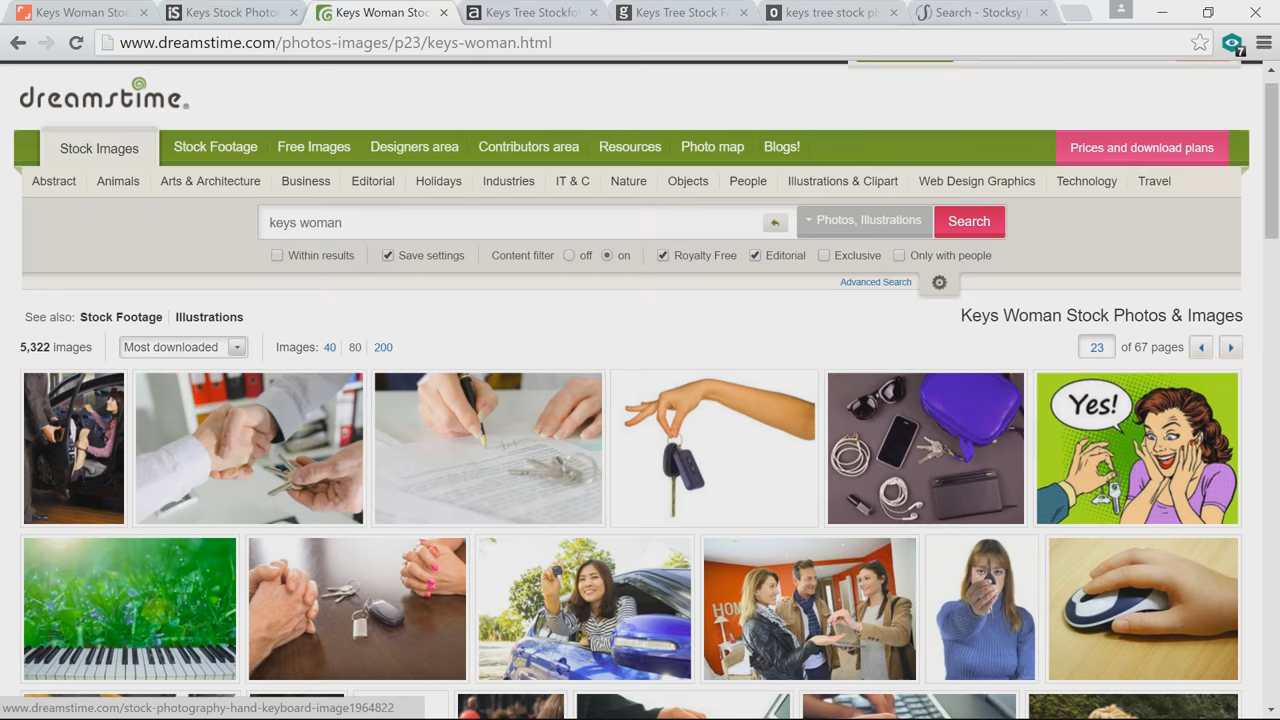 Keys Woman Stoc
Keys Stock Photo
Keys Woman Stoc
Keys Tree Stockfo
Keys Tree Stock F
keys tree stock ph
Search - Stocksy
www.dreamstime.com/photos-images/p23/keys-woman.html
7
dreamstime
Stock Images
Stock Footage
Free Images
Designers area
Contributors area
Resources
Photo map
Blogs!
Prices and download plans
Abstract
Animals
Arts & Architecture
Business
Editorial
Holidays
Industries
IT & C
Nature
Objects
People
Illustrations & Clipart
Web Design Graphics
Technology
Travel
keys woman
Photos, Illustrations
Search
Within results
Save settings
Content filter
off
on
Royalty Free
Editorial
Exclusive
Only with people
Advanced Search
See also: Stock Footage
Illustrations
Keys Woman Stock Photos & Images
5,322 images
Most downloaded
Images: 40
80
200
23
of 67 pages
Yes!
HOM
www.dreamstime.com/stock-photography-hand-keyboard-image1964822